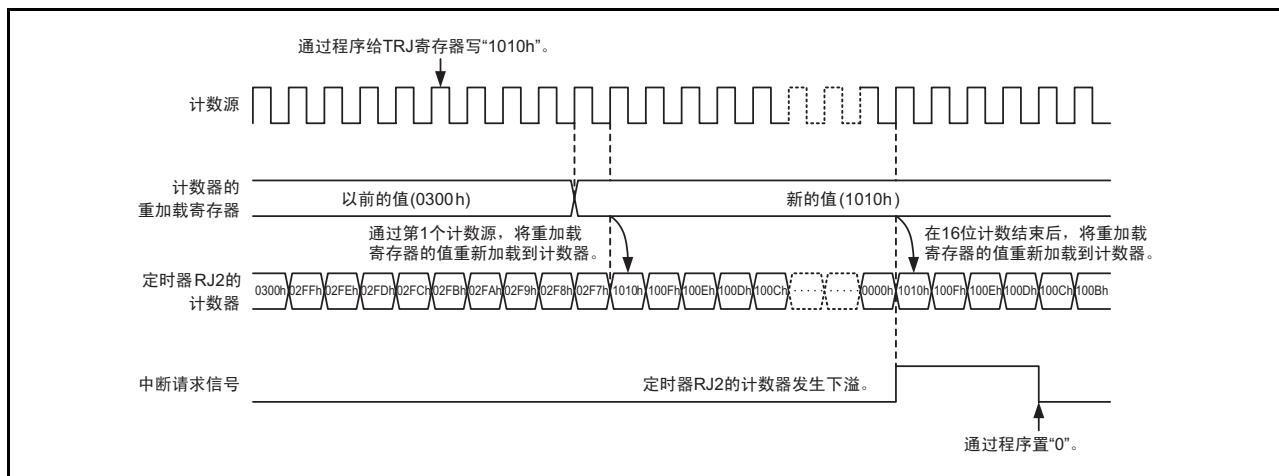 通过程序给TRJ寄存器写“1010h”。
计数源
计数器的
重加载寄存器
以前的值(0300h)
新的值(1010h)
通过第1个计数源，将重加载
寄存器的值重新加载到计数器。
在16位计数结束后，将重加载
寄存器的值重新加载到计数器。
定时器RJ2的
计数器
0300h 02FFh 02FEh 02FDh 02FCh 02FBh 02FAh 02F9h 02F8h 02F7h 1010h 100Fh 100Eh 100Dh 100Ch ····· ····· 0000h 1010h 100Fh 100Eh 100Dh 100Ch 100Bh
中断请求信号
定时器RJ2的计数器发生下溢。
通过程序置“0”。